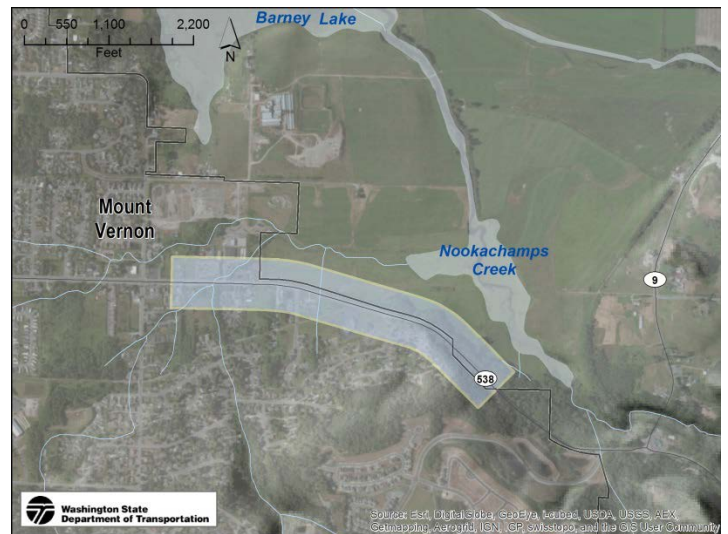 Barney Lake
0 550 1,100 2,200
Feet
N
Mount
Vernon
Nookachamps
Creek
9
538
Washington State
Department of Transportation
Source: Esri, DigitalGlobe, GeoEye, i-cubed, USDA, USGS, AEX,
Getmapping, Aerogrid, IGN, IGP, swisstopo, and the GIS User Community